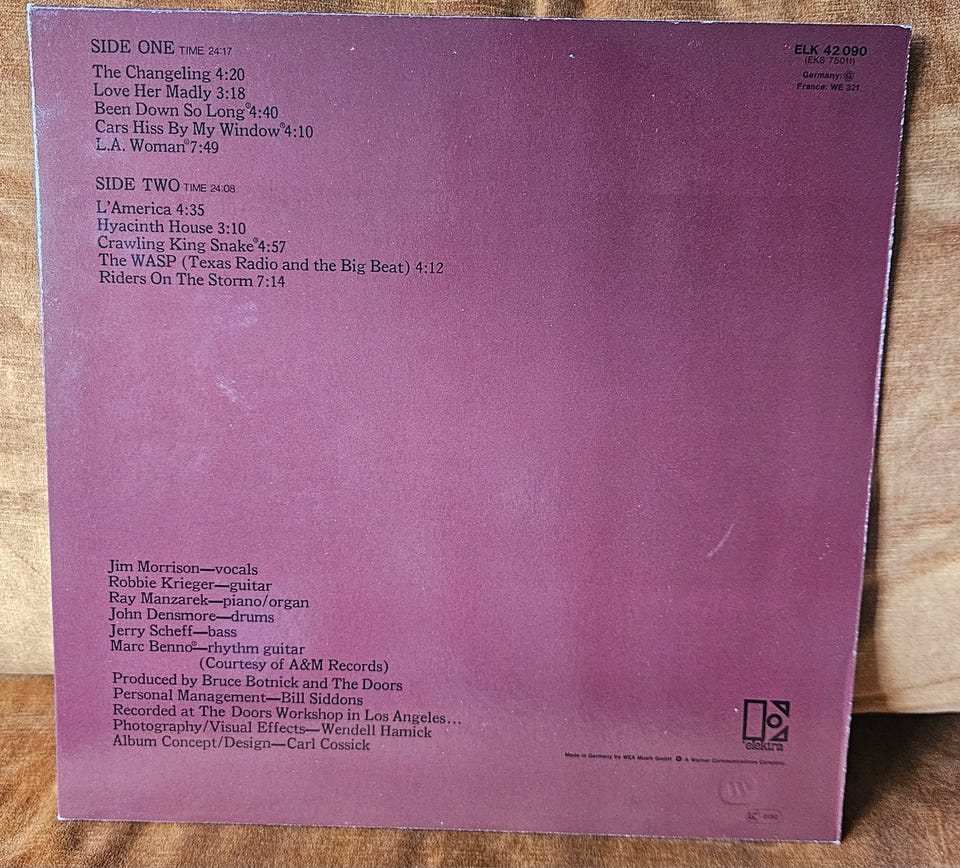 SIDE ONE TIME 24:17
The Changeling 4:20
Love Her Madly 3:18
Been Down So Long°4:40
Cars Hiss By My Window°4:10
L.A. Woman°7:49
SIDE TWO TIME 24:08
L'America 4:35
Hyacinth House 3:10
Crawling King Snake°4:57
The WASP (Texas Radio and the Big Beat) 4:12
Riders On The Storm 7:14
ELK 42 090
(EKS 75011)
Germany: Ⓖ
France: WE 321
Jim Morrison—vocals
Robbie Krieger—guitar
Ray Manzarek—piano/organ
John Densmore—drums
Jerry Scheff—bass
Marc Benno°—rhythm guitar
(Courtesy of A&M Records)
Produced by Bruce Botnick and The Doors
Personal Management—Bill Siddons
Recorded at The Doors Workshop in Los Angeles...
Photography/Visual Effects—Wendell Hamick
Album Concept/Design—Carl Cossick
elektra
Made in Germany by WEA Musik GmbH A Warner Communications Company